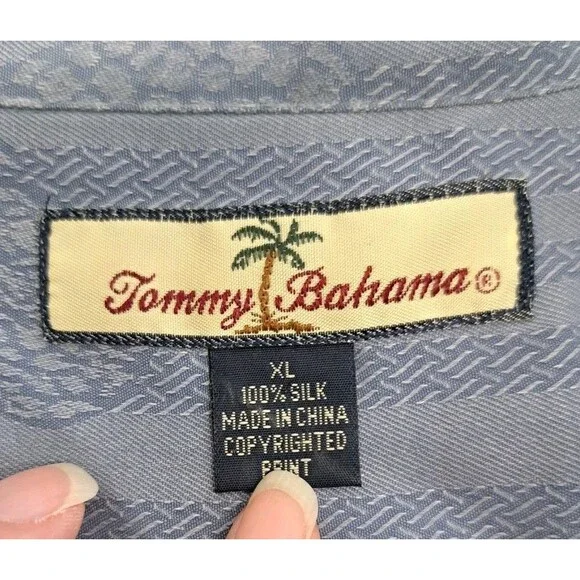 Tommy Bahama ®
XL
100% SILK
MADE IN CHINA
COPYRIGHTED
PRINT